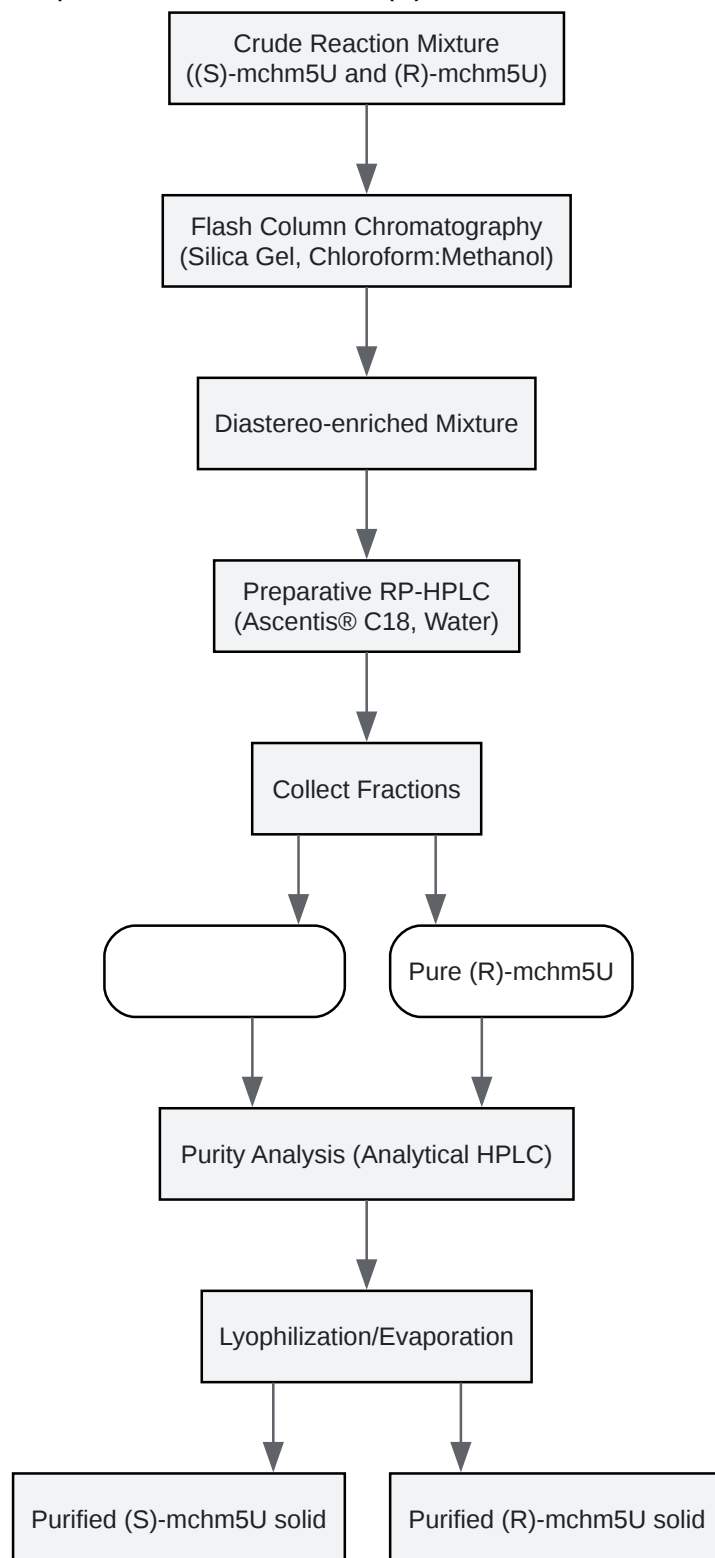 Crude Reaction Mixture
((S)-mchm5U and (R)-mchm5U)
Flash Column Chromatography
(Silica Gel, Chloroform:Methanol)
Diastereo-enriched Mixture
Preparative RP-HPLC
(Ascentis® C18, Water)
Collect Fractions
Pure (R)-mchm5U
Purity Analysis (Analytical HPLC)
Lyophilization/Evaporation
Purified (S)-mchm5U solid
Purified (R)-mchm5U solid